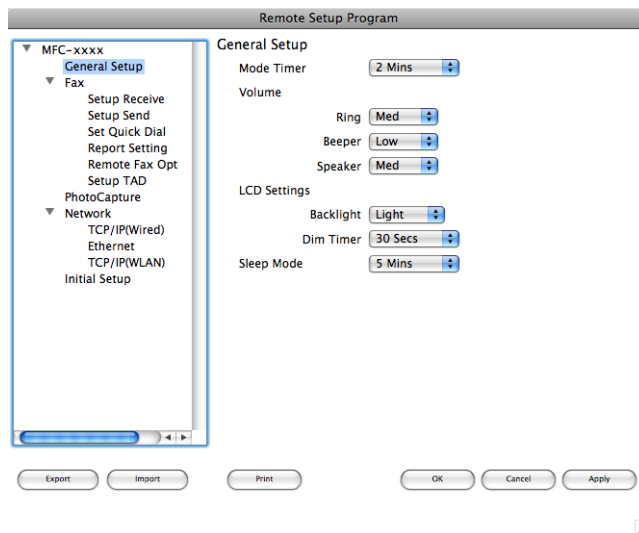 Remote Setup Program
MFC-xxxx
General Setup
Fax
Setup Receive
Setup Send
Set Quick Dial
Report Setting
Remote Fax Opt
Setup TAD
PhotoCapture
Network
TCP/IP(Wired)
Ethernet
TCP/IP(WLAN)
Initial Setup
General Setup
Mode Timer 2 Mins
Volume
Ring Med
Beeper Low
Speaker Med
LCD Settings
Backlight Light
Dim Timer 30 Secs
Sleep Mode 5 Mins
Export Import Print OK Cancel Apply